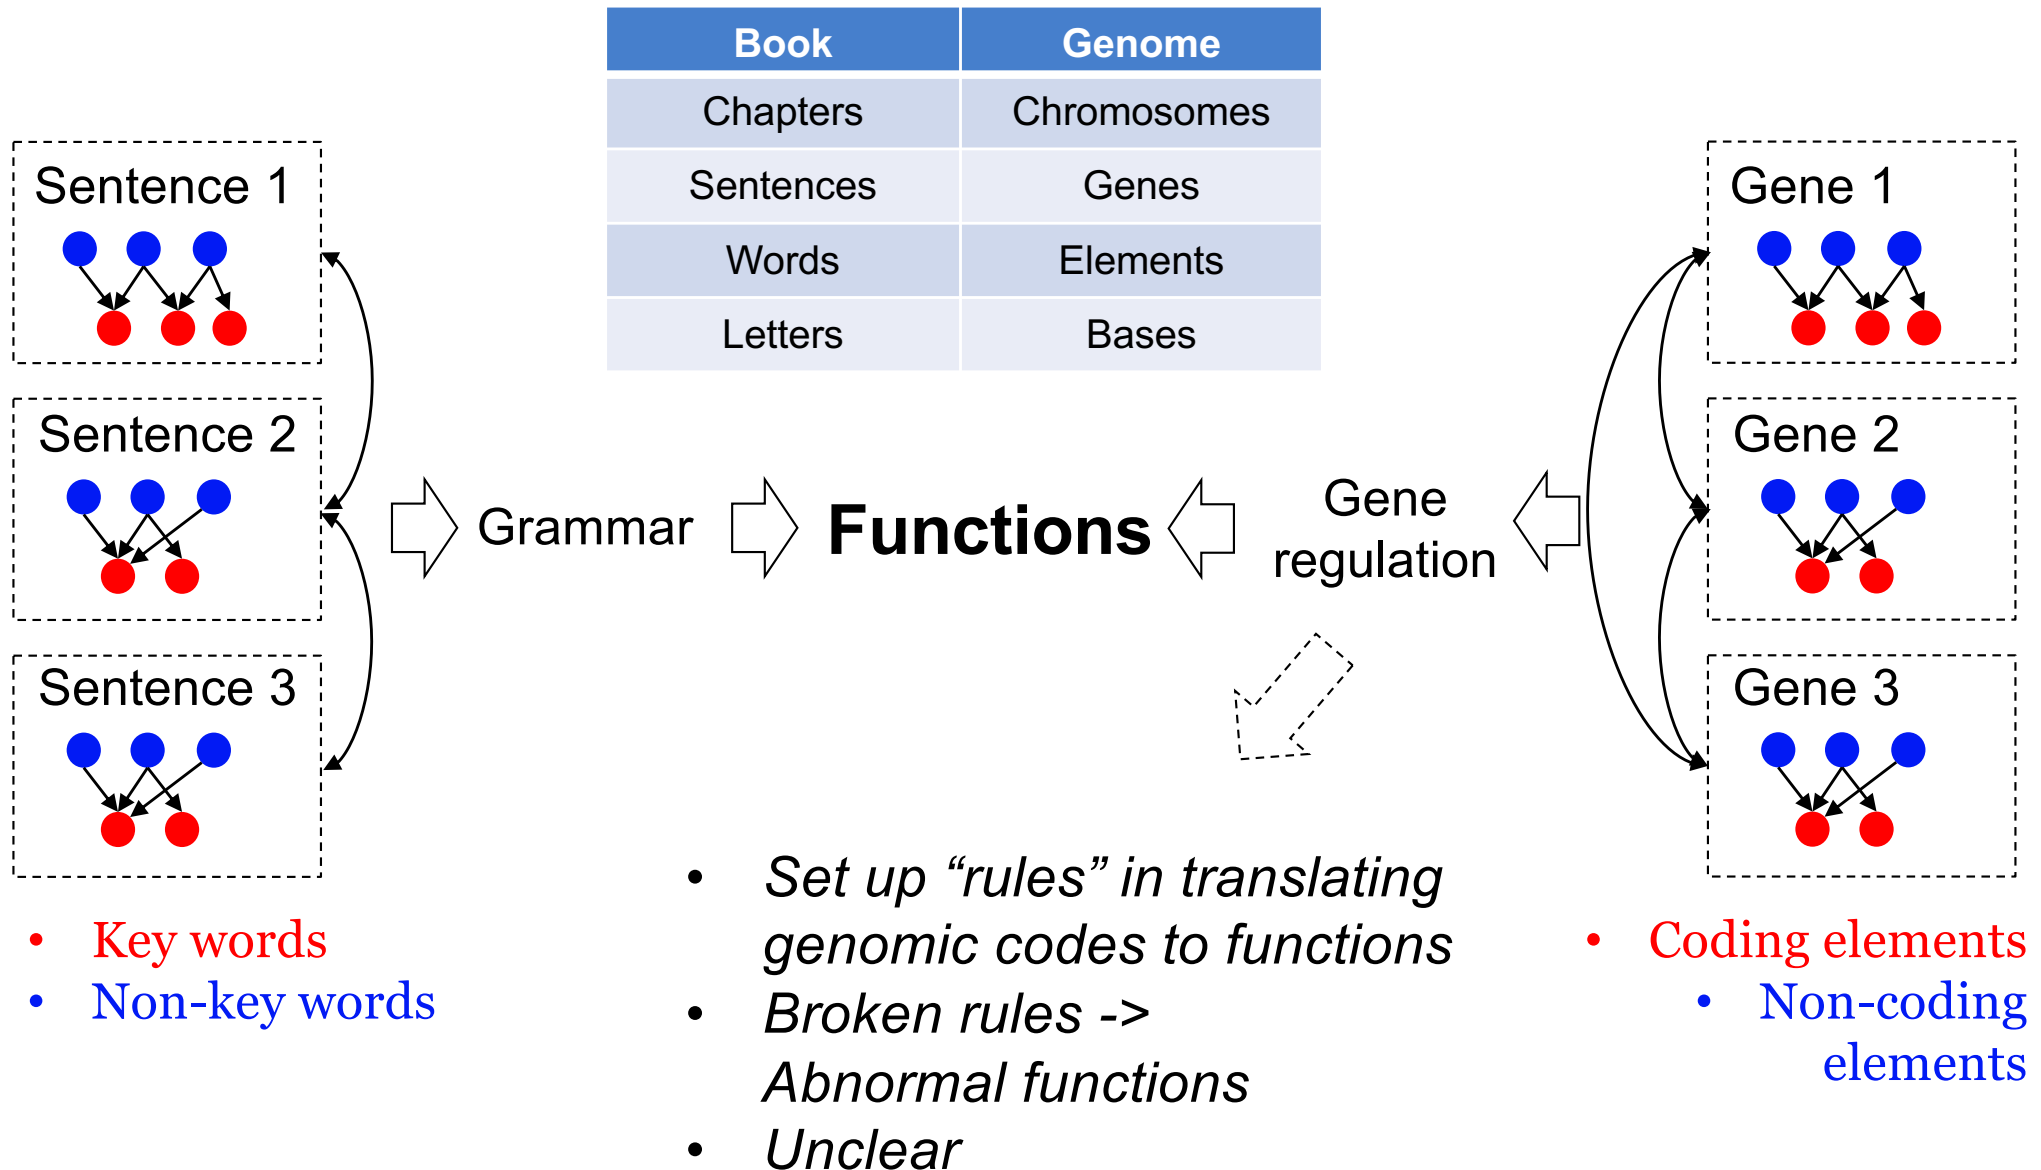 Book Genome
Chapters Chromosomes
Sentences Genes
Words Elements
Letters Bases
Sentence 1
Sentence 2
Sentence 3
• Key words
• Non-key words
Grammar
Functions
Gene
regulation
Gene 1
Gene 2
Gene 3
• Coding elements
• Non-coding
elements
• Set up “rules” in translating
genomic codes to functions
• Broken rules ->
Abnormal functions
• Unclear